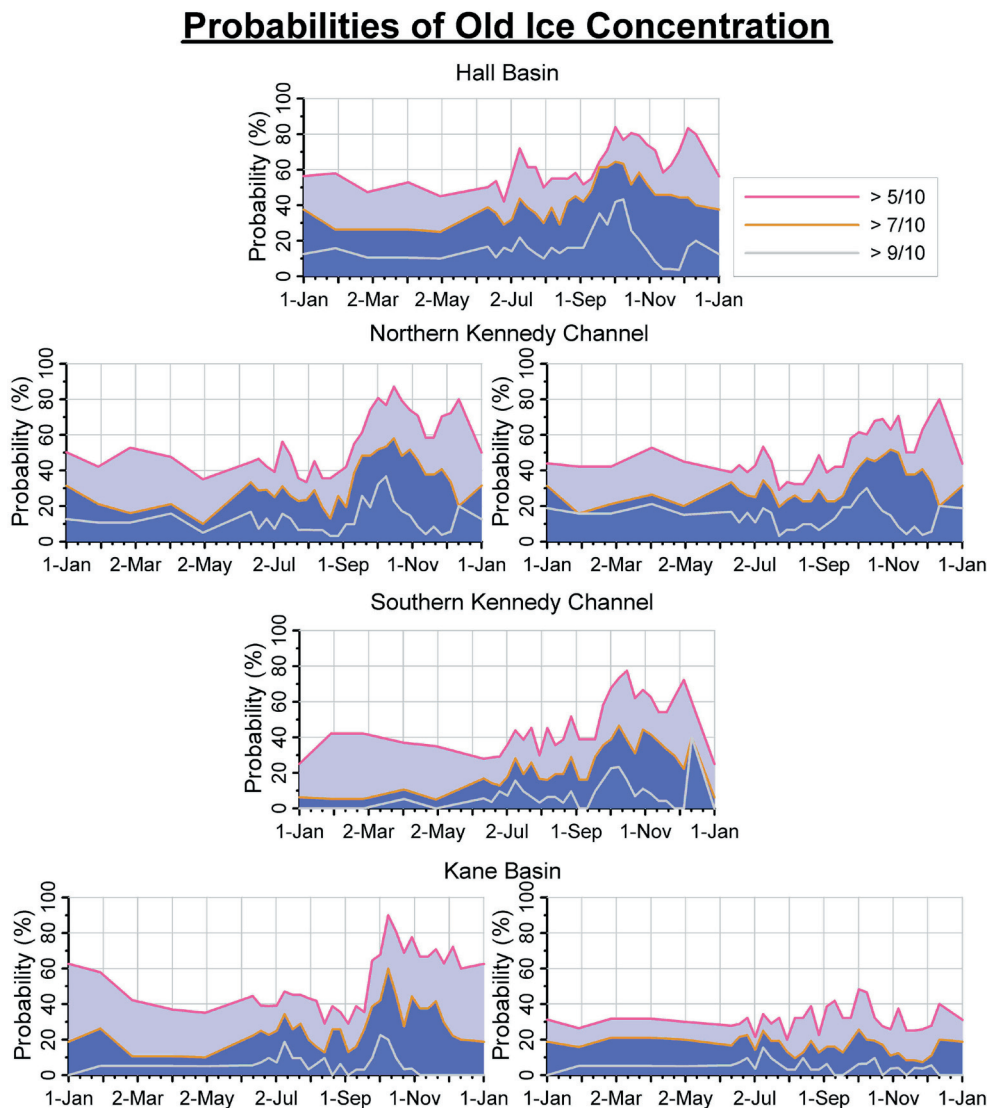 Probabilities of Old Ice Concentration
Hall Basin
Probability (%)
0 20 40 60 80 100
1-Jan 2-Mar 2-May 2-Jul 1-Sep 1-Nov 1-Jan
> 5/10
> 7/10
> 9/10
Northern Kennedy Channel
Probability (%)
0 20 40 60 80 100
1-Jan 2-Mar 2-May 2-Jul 1-Sep 1-Nov 1-Jan
Probability (%)
0 20 40 60 80 100
1-Jan 2-Mar 2-May 2-Jul 1-Sep 1-Nov 1-Jan
Southern Kennedy Channel
Probability (%)
0 20 40 60 80 100
1-Jan 2-Mar 2-May 2-Jul 1-Sep 1-Nov 1-Jan
Kane Basin
Probability (%)
0 20 40 60 80 100
1-Jan 2-Mar 2-May 2-Jul 1-Sep 1-Nov 1-Jan
Probability (%)
0 20 40 60 80 100
1-Jan 2-Mar 2-May 2-Jul 1-Sep 1-Nov 1-Jan